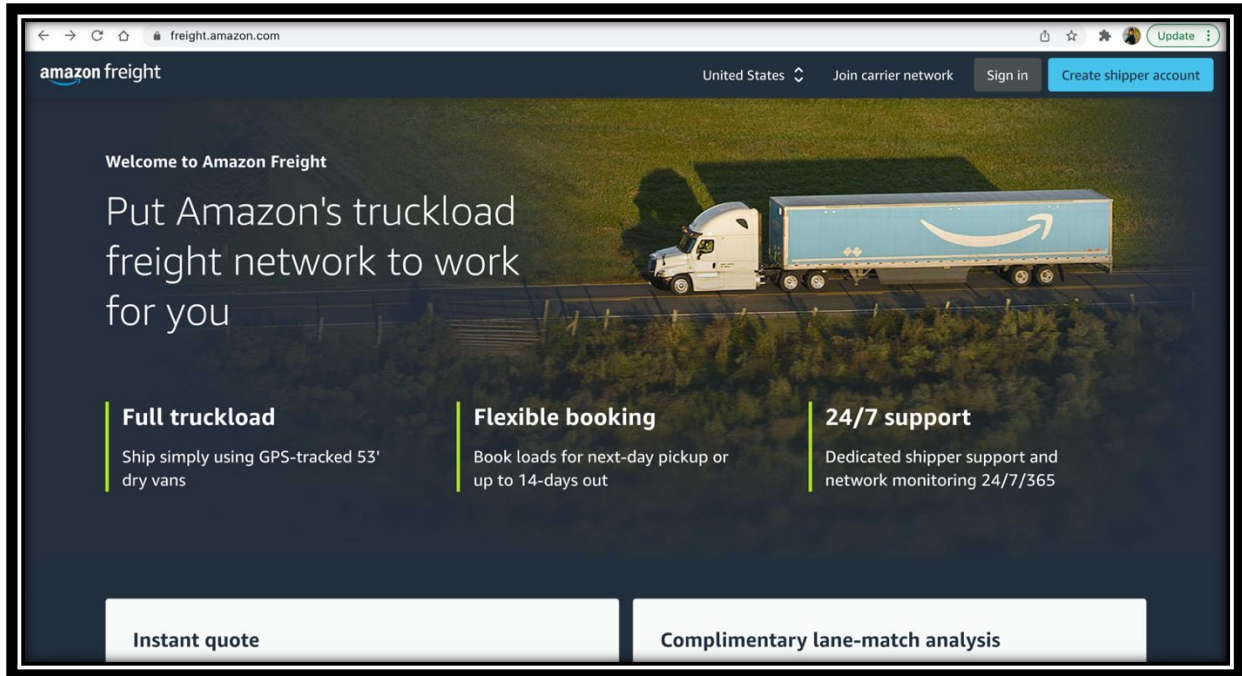 freight.amazon.com
Update
amazon freight
United States
Join carrier network
Sign in
Create shipper account
Welcome to Amazon Freight
Put Amazon's truckload
freight network to work
for you
Full truckload
Ship simply using GPS-tracked 53'
dry vans
Flexible booking
Book loads for next-day pickup or
up to 14-days out
24/7 support
Dedicated shipper support and
network monitoring 24/7/365
Instant quote
Complimentary lane-match analysis